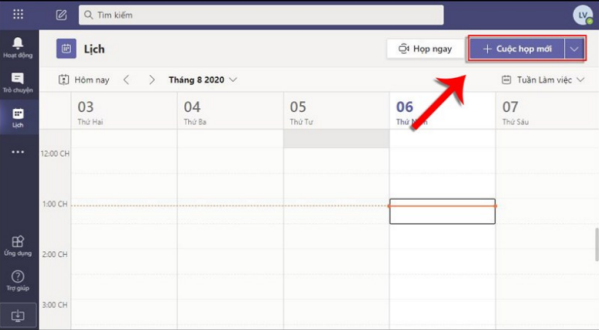 Tìm kiếm
LV
Hoạt động
Lịch
Họp ngay
+ Cuộc họp mới
Trò chuyện
Hôm nay
Tháng 8 2020
Tuần Làm việc
03
04
05
06
07
Thứ Hai
Thứ Ba
Thứ Tư
Thứ
Thứ Sáu
Lịch
12:00 CH
1:00 CH
Ứng dụng
2:00 CH
Trợ giúp
3:00 CH